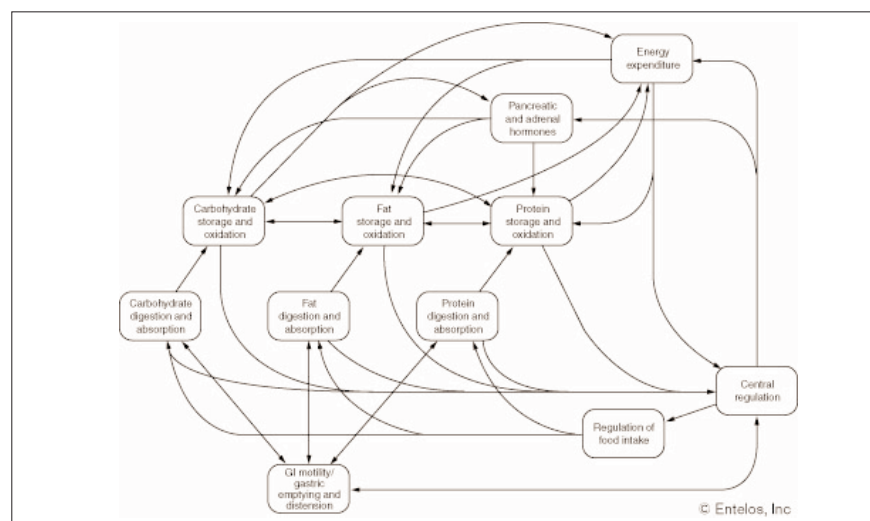 Energy
expenditure
Pancreatic
and adrenal
hormones
Carbohydrate
storage and
oxidation
Fat
storage and
oxidation
Protein
storage and
oxidation
Carbohydrate
digestion and
absorption
Fat
digestion and
absorption
Protein
digestion and
absorption
Central
regulation
Regulation of
food intake
GI motility/
gastric
emptying and
distension
© Entelos, Inc